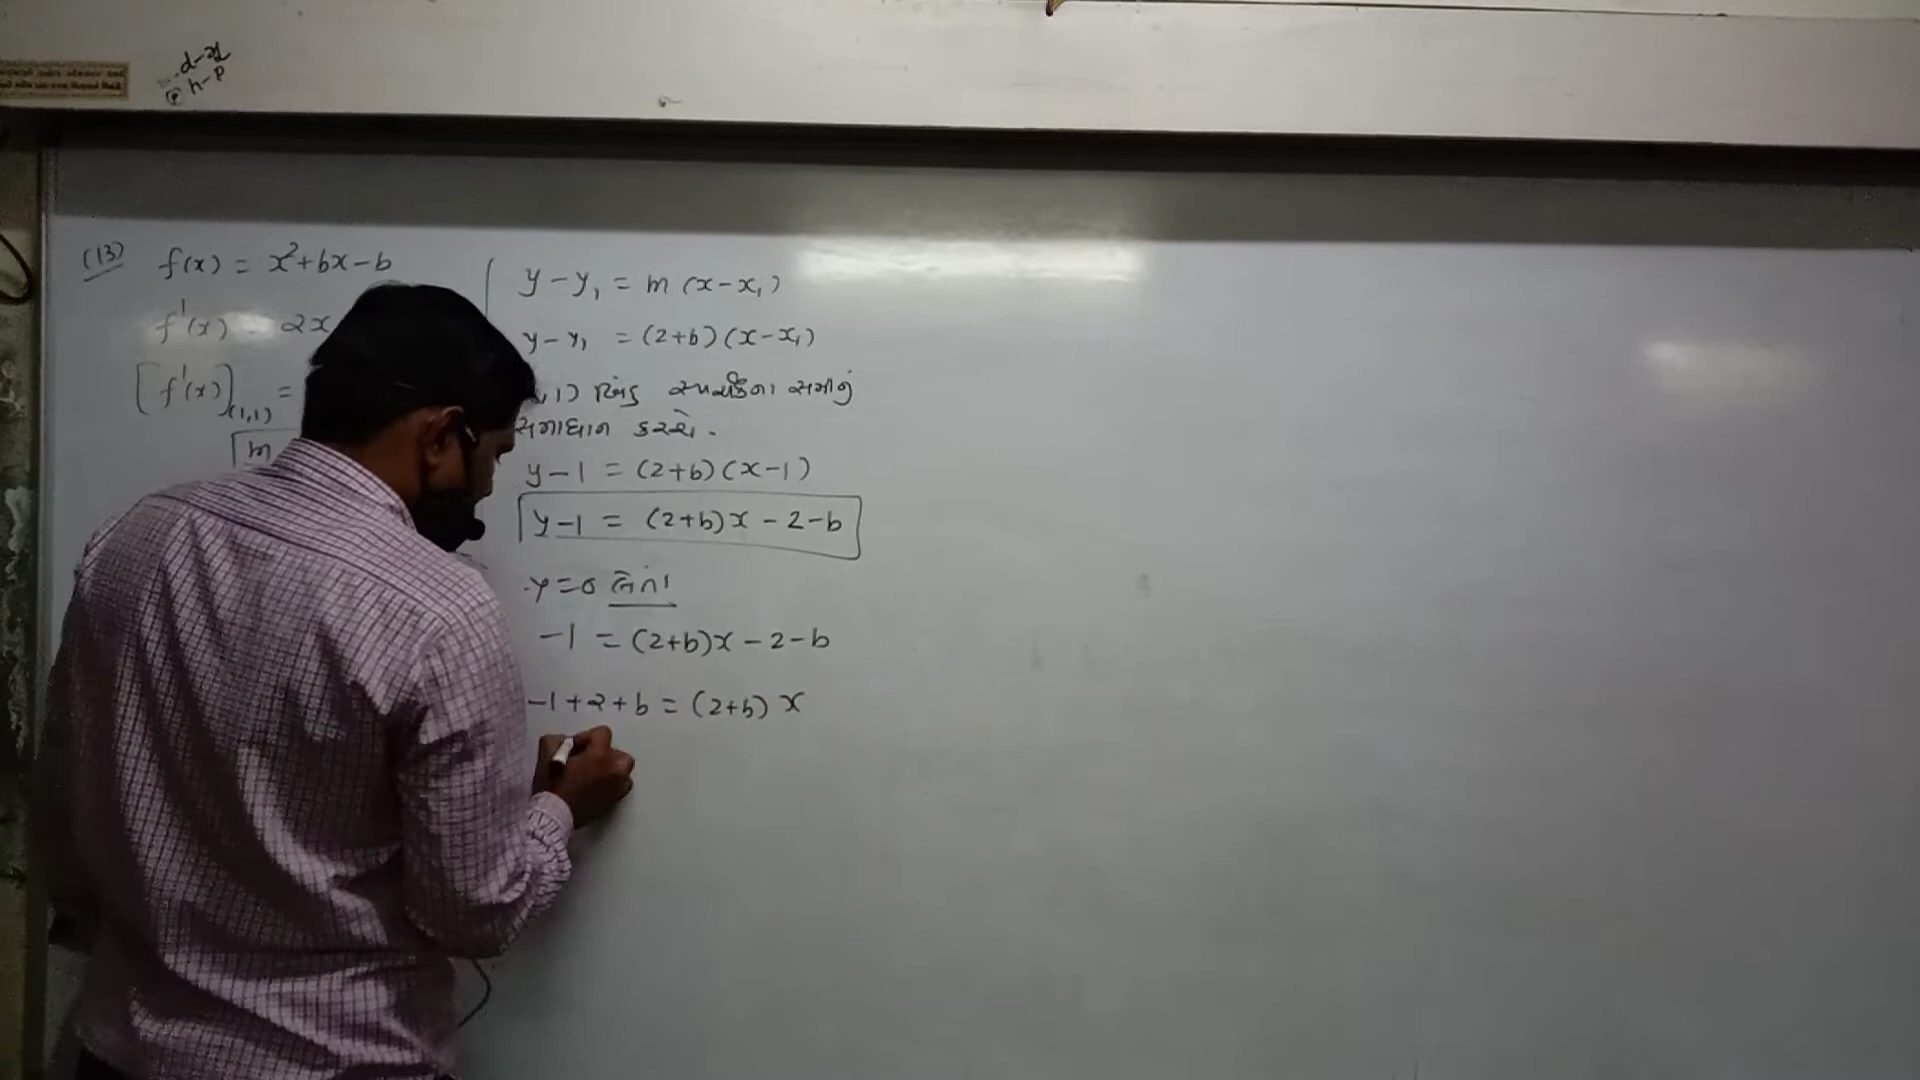 (13) f(x) = x²+bx-b
f'(x) = 2x
[f'(x)](1,1) =
m
y-y₁ = m (x-x₁)
y-y₁ = (2+b)(x-x₁)
,1) બિંદુ સ્પર્શકના સમી નું
સમાધાન કરશે.
y-1 = (2+b)(x-1)
y-1 = (2+b)x-2-b
y=0 લેતા
-1 = (2+b)x-2-b
-1+2+b = (2+b) x